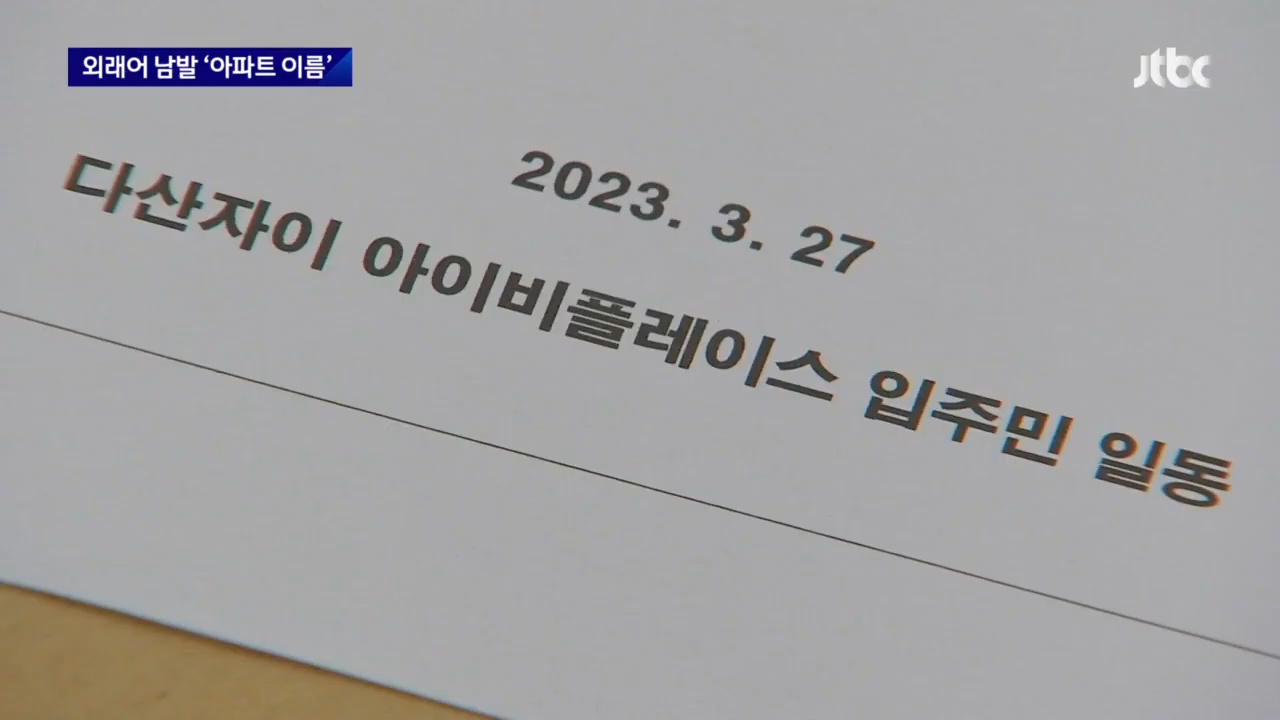 외래어 남발 ‘아파트 이름’
jtbc
2023. 3. 27
다산자이 아이비플레이스 입주민 일동